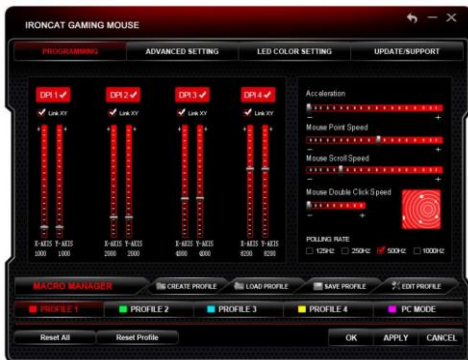 IRONCAT GAMING MOUSE
PROGRAMMING ADVANCED SETTING LED COLOR SETTING UPDATE/SUPPORT
DPI 1 DPI 2 DPI 3 DPI 4
Link XY Link XY Link XY Link XY
X-AXIS Y-AXIS X-AXIS Y-AXIS X-AXIS Y-AXIS X-AXIS Y-AXIS
1000 1000 2000 2000 4000 4000 8200 8200
Acceleration
Mouse Point Speed
Mouse Scroll Speed
Mouse Double Click Speed
POLLING RATE
125Hz 250Hz 500Hz 1000Hz
MACRO MANAGER CREATE PROFILE LOAD PROFILE SAVE PROFILE EDIT PROFILE
PROFILE 1 PROFILE 2 PROFILE 3 PROFILE 4 PC MODE
Reset All Reset Profile OK APPLY CANCEL